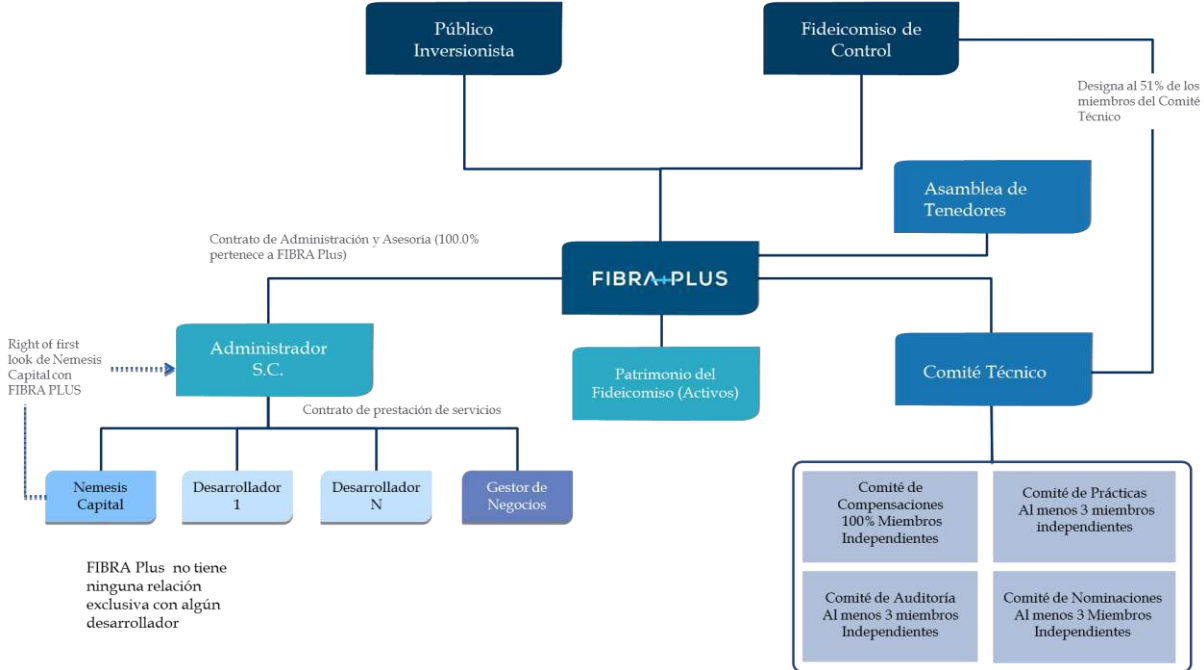 Público
Inversionista
Fideicomiso de
Control
Designa al 51% de los
miembros del Comité
Técnico
Asamblea de
Tenedores
Contrato de Administración y Asesoría (100.0%
pertenece a FIBRA Plus)
FIBRA+PLUS
Right of first
look de Nemesis
Capital con
FIBRA PLUS
Administrador
S.C.
Patrimonio del
Fideicomiso (Activos)
Comité Técnico
Contrato de prestación de servicios
Nemesis
Capital
Desarrollador
1
Desarrollador
N
Gestor de
Negocios
Comité de
Compensaciones
100% Miembros
Independientes
Comité de Prácticas
Al menos 3 miembros
independientes
Comité de Auditoría
Al menos 3 miembros
Independientes
Comité de Nominaciones
Al menos 3 Miembros
Independientes
FIBRA Plus no tiene
ninguna relación
exclusiva con algún
desarrollador